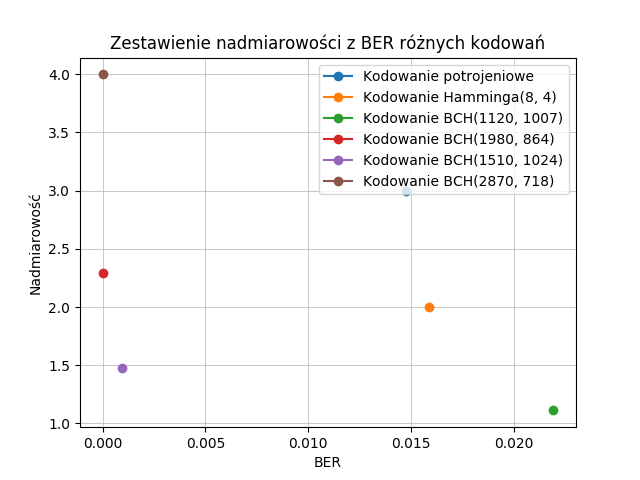 Zestawienie nadmiarowości z BER różnych kodowań
Kodowanie potrojeniowe
Kodowanie Hamminga(8, 4)
Kodowanie BCH(1120, 1007)
Kodowanie BCH(1980, 864)
Kodowanie BCH(1510, 1024)
Kodowanie BCH(2870, 718)
Nadmiarowość
4.0
3.5
3.0
2.5
2.0
1.5
1.0
0.000
0.005
0.010
0.015
0.020
BER